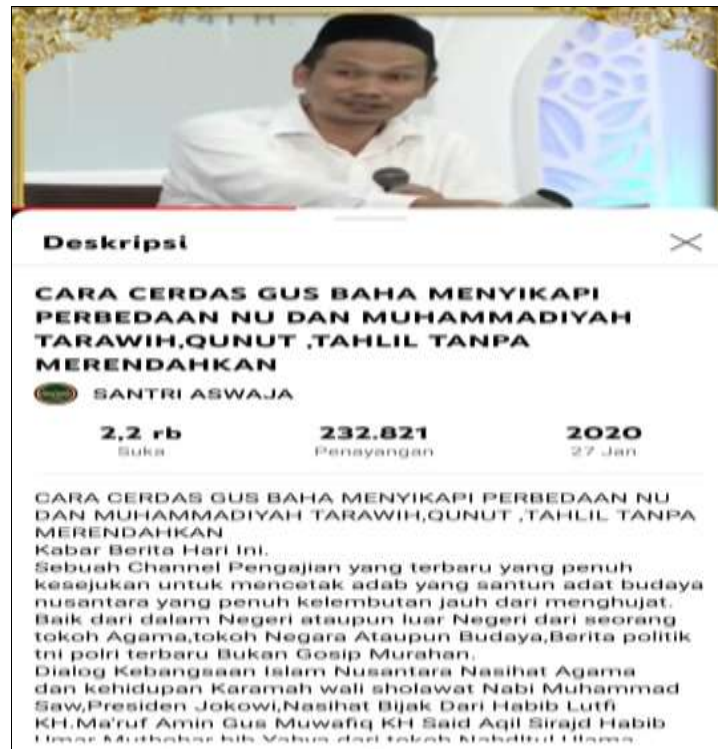 Deskripsi
CARA CERDAS GUS BAHA MENYIKAPI
PERBEDAAN NU DAN MUHAMMADIYAH
TARAWIH,QUNUT ,TAHLIL TANPA
MERENDAHKAN
SANTRI ASWAJA
2,2 rb 232.821 2020
Suka Penayangan 27 Jan
CARA CERDAS GUS BAHA MENYIKAPI PERBEDAAN NU
DAN MUHAMMADIYAH TARAWIH,QUNUT ,TAHLIL TANPA
MERENDAHKAN
Kabar Berita Hari Ini.
Sebuah Channel Pengajian yang terbaru yang penuh
kesejukan untuk mencetak adab yang santun adat budaya
nusantara yang penuh kelembutan jauh dari menghujat.
Baik dari dalam Negeri ataupun luar Negeri dari seorang
tokoh Agama,tokoh Negara Ataupun Budaya,Berita politik
tni polri terbaru Bukan Gosip Murahan.
Dialog Kebangsaan Islam Nusantara Nasihat Agama
dan kehidupan Karamah wali sholawat Nabi Muhammad
Saw,Presiden Jokowi,Nasihat Bijak Dari Habib Lutfi
KH.Ma'ruf Amin Gus Muwafiq KH Said Aqil Sirajd Habib
Umar Muthohar bih Yahya dari tokoh